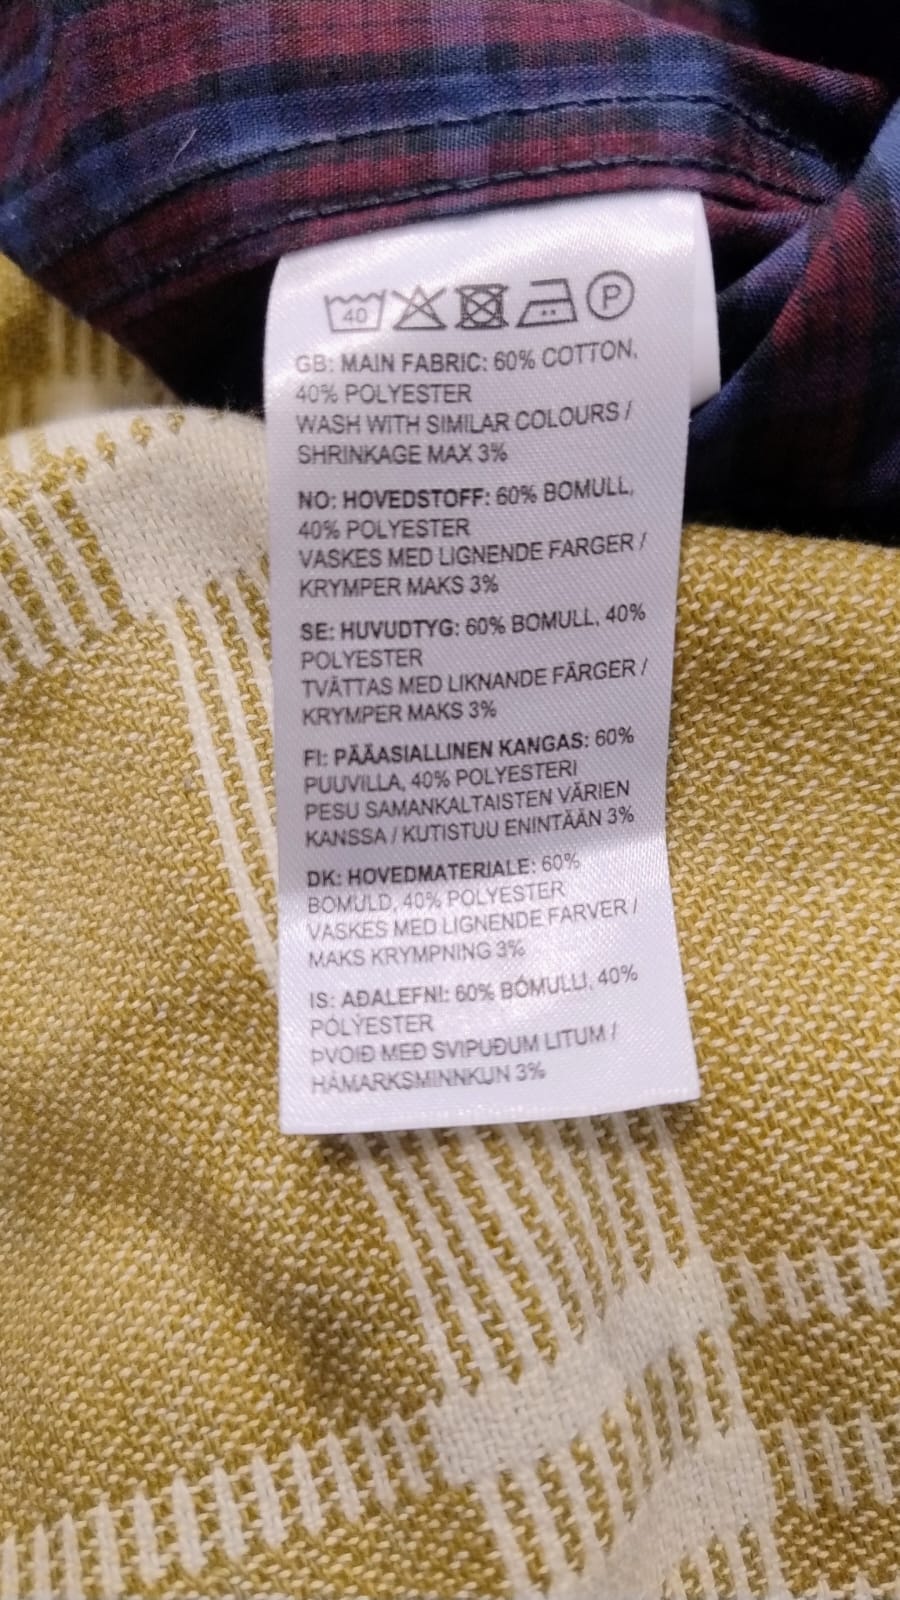 40 P
GB: MAIN FABRIC: 60% COTTON,
40% POLYESTER
WASH WITH SIMILAR COLOURS /
SHRINKAGE MAX 3%
NO: HOVEDSTOFF: 60% BOMULL,
40% POLYESTER
VASKES MED LIGNENDE FARGER /
KRYMPER MAKS 3%
SE: HUVUDTYG: 60% BOMULL, 40%
POLYESTER
TVÄTTAS MED LIKNANDE FÄRGER /
KRYMPER MAKS 3%
FI: PÄÄASIALLINEN KANGAS: 60%
PUUVILLA, 40% POLYESTERI
PESU SAMANKALTAISTEN VÄRIEN
KANSSA / KUTISTUU ENINTÄÄN 3%
DK: HOVEDMATERIALE: 60%
BOMULD, 40% POLYESTER
VASKES MED LIGNENDE FARVER /
MAKS KRYMPNING 3%
IS: AÐALEFNI: 60% BÓMULLI, 40%
PÓLÝESTER
ÞVOIÐ MEÐ SVIPUÐUM LITUM /
HÁMARKSMINNKUN 3%